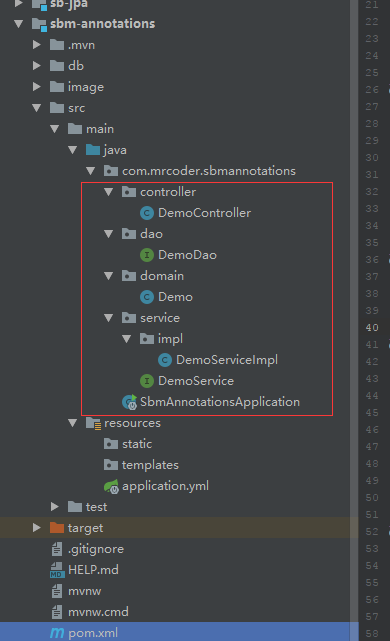 sb-jpa
sbm-annotations
.mvn
db
image
src
main
java
com.mrcoder.sbmannotations
controller
C DemoController
dao
I DemoDao
domain
C Demo
service
impl
C DemoServiceImpl
I DemoService
SbmAnnotationsApplication
resources
static
templates
application.yml
test
target
.gitignore
MD HELP.md
mvnw
mvnw.cmd
m pom.xml
21
22
23
24
25
26
27
28
29
30
31
32
33
34
35
36
37
38
39
40
41
42
43
44
45
46
47
48
49
50
51
52
53
54
55
56
57
58